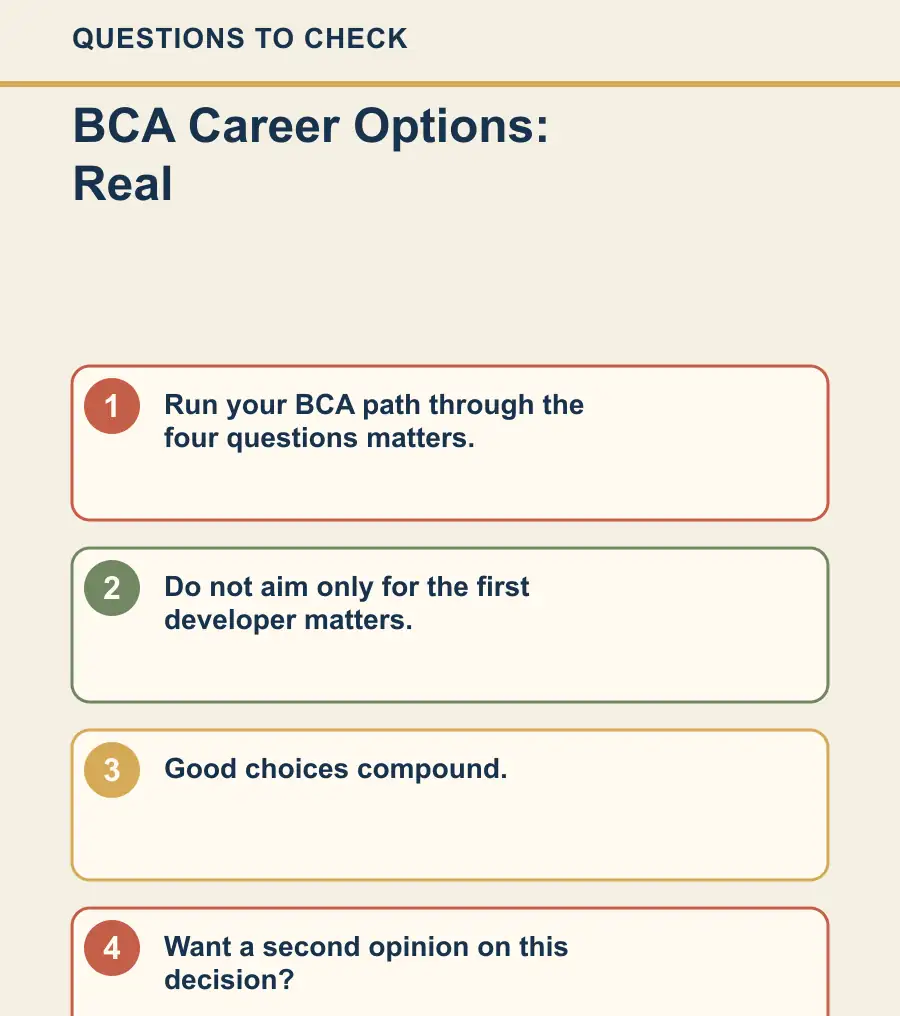 QUESTIONS TO CHECK
BCA Career Options:
Real
1
Run your BCA path through the
four questions matters.
2
Do not aim only for the first
developer matters.
3
Good choices compound.
4
Want a second opinion on this
decision?